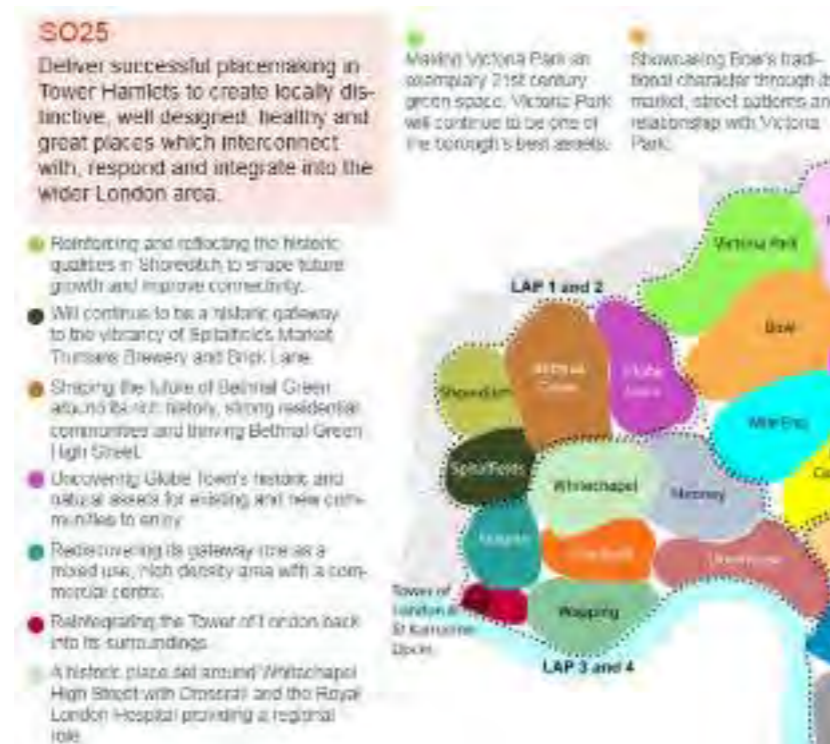 SO25
Deliver successful placemaking in
Tower Hamlets to create locally dis-
tinctive, well designed, healthy and
great places which interconnect
with, respond and integrate into the
wider London area.
Reinforcing and reflecting the historic
qualities in Shoreditch to shape future
growth and improve connectivity.
Will continue to be a historic gateway
to the vibrancy of Spitalfields Market
Trumans Brewery and Brick Lane
Shaping the future of Bethnal Green
around its rich history, strong residential
communities and thriving Bethnal Green
High Street.
Uncovering Globe Town's historic and
natural assets for existing and new com-
munities to enjoy
Rediscovering its gateway role as a
mixed use, high density area with a com-
mercial centre.
Reintegrating the Tower of London back
into its surroundings.
A historic place set around Whitechapel
High Street with Crossrail and the Royal
London Hospital providing a regional
role.
Making Victoria Park an
exemplary 21st century
green space. Victoria Park
will continue to be one of
the borough's best assets.
Showcasing Bow's tradi-
tional character through its
market, street patterns an
relationship with Victoria
Park.
Victoria Park
LAP 1 and 2
Bow
Bethnal
Green
Globe
Town
Shoreditch
Mile End
Spitalfields
Whitechapel
Stepney
Aldgate
Shadwell
Limehouse
Tower of
London &
St Katharine
Docks
Wapping
LAP 3 and 4